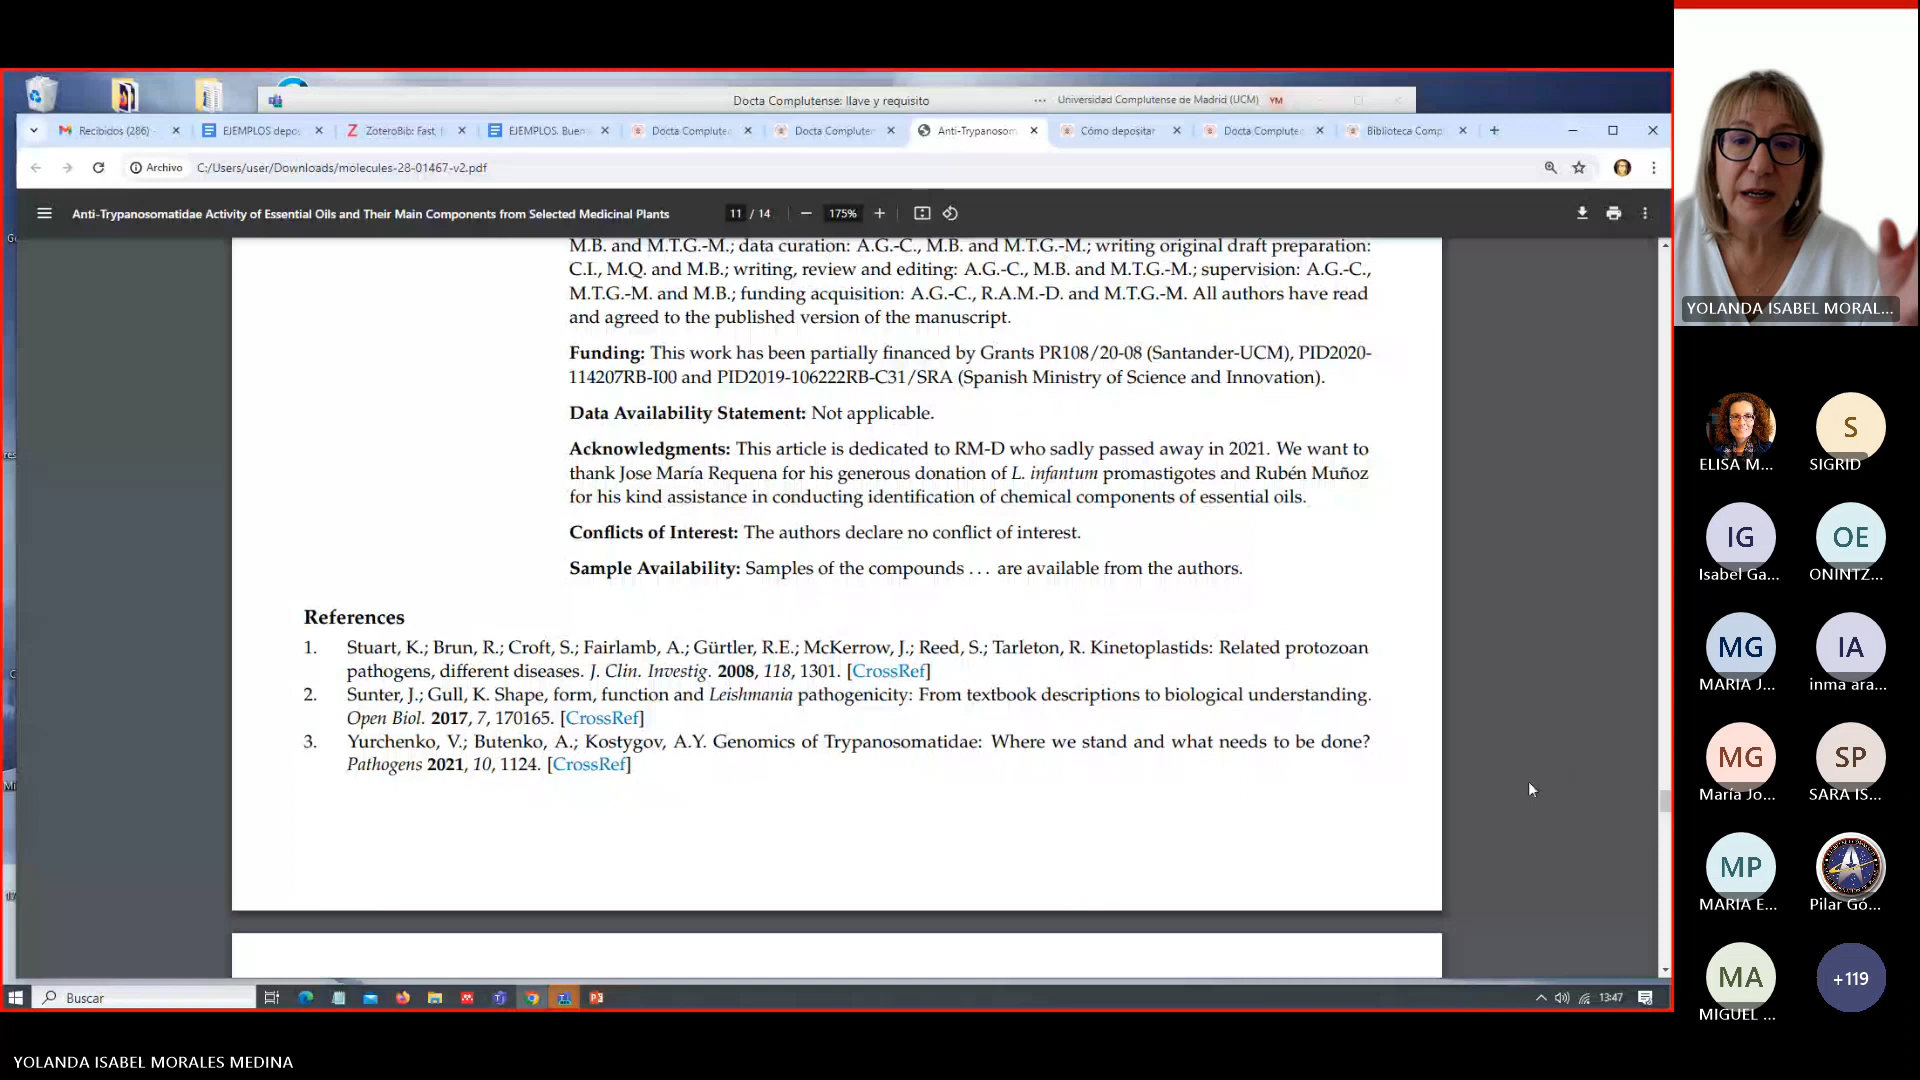 Docta Complutense: llave y requisito
Universidad Complutense de Madrid (UCM)
YM
Recibidos (286)
EJEMPLOS depo
ZoteroBib: Fast,
EJEMPLOS. Buen
Docta Complute
Docta Complute
Anti-Trypanosom
Cómo depositar
Docta Complute
Biblioteca Comp
Archivo
C:/Users/user/Downloads/molecules-28-01467-v2.pdf
Anti-Trypanosomatidae Activity of Essential Oils and Their Main Components from Selected Medicinal Plants
11 / 14
175%
M.B. and M.T.G.-M.; data curation: A.G.-C., M.B. and M.T.G.-M.; writing original draft preparation:
C.I., M.Q. and M.B.; writing, review and editing: A.G.-C., M.B. and M.T.G.-M.; supervision: A.G.-C.,
M.T.G.-M. and M.B.; funding acquisition: A.G.-C., R.A.M.-D. and M.T.G.-M. All authors have read
and agreed to the published version of the manuscript.
Funding: This work has been partially financed by Grants PR108/20-08 (Santander-UCM), PID2020-
114207RB-I00 and PID2019-106222RB-C31/SRA (Spanish Ministry of Science and Innovation).
Data Availability Statement: Not applicable.
Acknowledgments: This article is dedicated to RM-D who sadly passed away in 2021. We want to
thank Jose María Requena for his generous donation of L. infantum promastigotes and Rubén Muñoz
for his kind assistance in conducting identification of chemical components of essential oils.
Conflicts of Interest: The authors declare no conflict of interest.
Sample Availability: Samples of the compounds . . . are available from the authors.
References
1. Stuart, K.; Brun, R.; Croft, S.; Fairlamb, A.; Gürtler, R.E.; McKerrow, J.; Reed, S.; Tarleton, R. Kinetoplastids: Related protozoan
pathogens, different diseases. J. Clin. Investig. 2008, 118, 1301. [CrossRef]
2. Sunter, J.; Gull, K. Shape, form, function and Leishmania pathogenicity: From textbook descriptions to biological understanding.
Open Biol. 2017, 7, 170165. [CrossRef]
3. Yurchenko, V.; Butenko, A.; Kostygov, A.Y. Genomics of Trypanosomatidae: Where we stand and what needs to be done?
Pathogens 2021, 10, 1124. [CrossRef]
Buscar
13:47
YOLANDA ISABEL MORALES MEDINA
YOLANDA ISABEL MORAL...
ELISA M...
S
SIGRID
IG
Isabel Ga...
OE
ONINTZ...
MG
MARIA J...
IA
inma ara...
MG
María Jo...
SP
SARA IS...
MP
MARIA E...
Pilar Gó...
MA
MIGUEL ...
+119